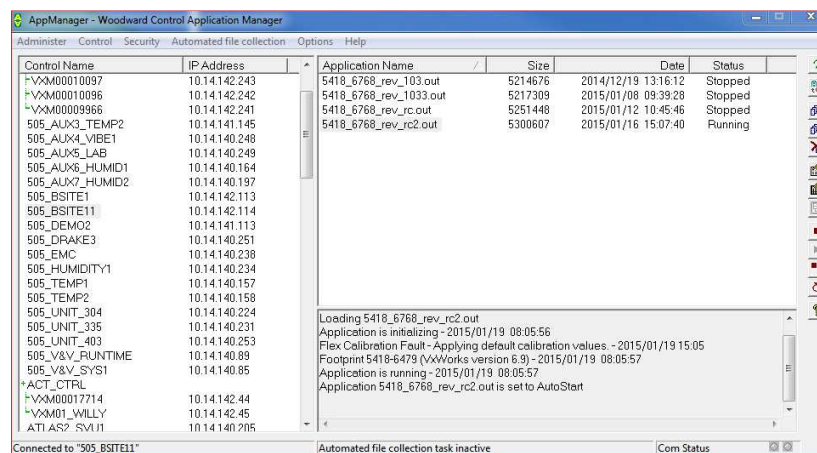 AppManager - Woodward Control Application Manager
Administer Control Security Automated file collection Options Help
Control Name IP Address
VXM00010097 10.14.142.243
VXM00010096 10.14.142.242
VXM00009966 10.14.142.241
505_AUX3_TEMP2 10.14.141.145
505_AUX4_VIBE1 10.14.140.248
505_AUX5_LAB 10.14.140.249
505_AUX6_HUMID1 10.14.140.164
505_AUX7_HUMID2 10.14.140.197
505_BSITE1 10.14.142.113
505_BSITE11 10.14.142.114
505_DEMO2 10.14.141.113
505_DRAKE3 10.14.140.251
505_EMC 10.14.140.238
505_HUMIDITY1 10.14.140.234
505_TEMP1 10.14.140.157
505_TEMP2 10.14.140.158
505_UNIT_304 10.14.140.224
505_UNIT_335 10.14.140.231
505_UNIT_403 10.14.140.253
505_V&V_RUNTIME 10.14.140.89
505_V&V_SYS1 10.14.140.85
+ACT_CTRL
VXM00017714 10.14.142.44
VXM01_WILLY 10.14.142.45
ATLAS2_SVU1 10.14.140.205
Application Name / Size Date Status
5418_6768_rev_103.out 5214676 2014/12/19 13:16:12 Stopped
5418_6768_rev_1033.out 5217309 2015/01/08 09:39:28 Stopped
5418_6768_rev_rc.out 5251448 2015/01/12 10:45:46 Stopped
5418_6768_rev_rc2.out 5300607 2015/01/16 15:07:40 Running
Loading 5418_6768_rev_rc2.out
Application is initializing - 2015/01/19 08:05:56
Flex Calibration Fault - Applying default calibration values. - 2015/01/19 15:05
Footprint 5418-6479 (VxWorks version 6.9) - 2015/01/19 08:05:57
Application is running - 2015/01/19 08:05:57
Application 5418_6768_rev_rc2.out is set to AutoStart
Connected to "505_BSITE11" Automated file collection task inactive Com Status